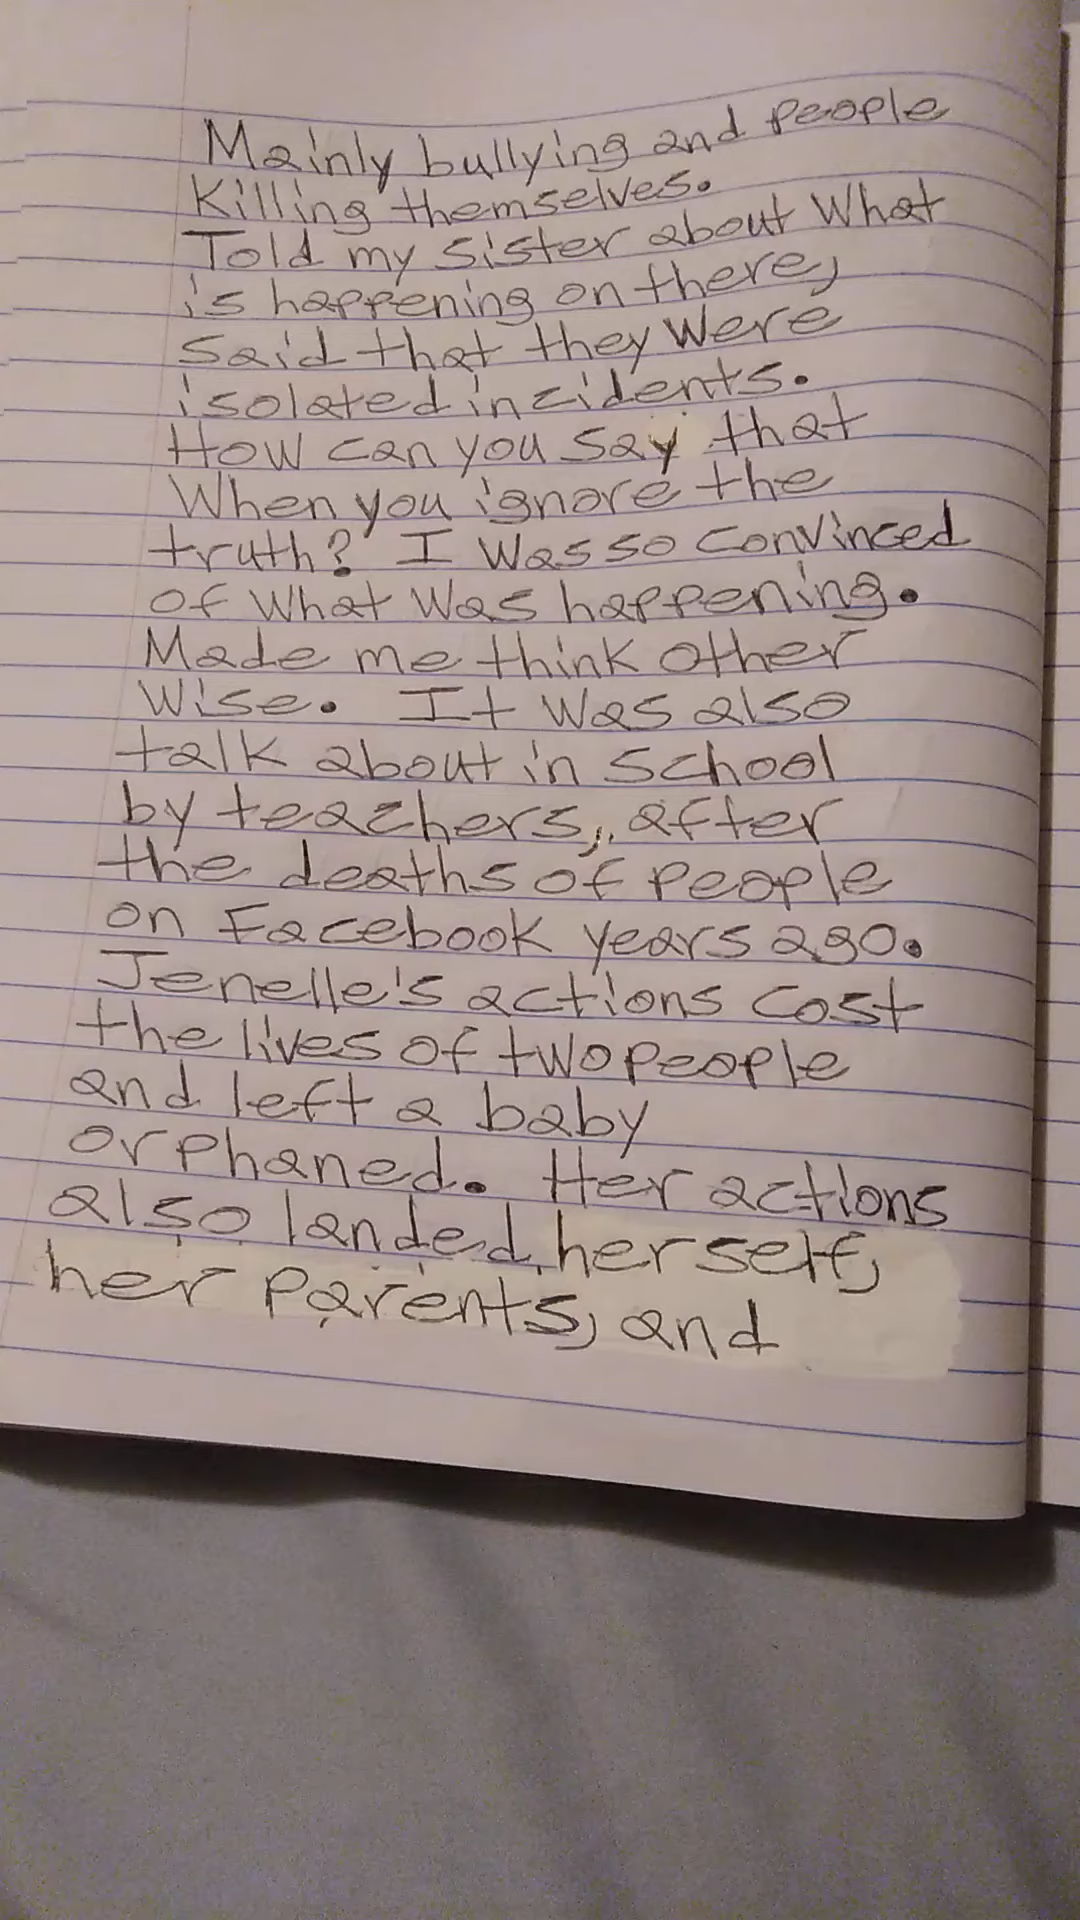 Mainly bullying and people
Killing themselves.
Told my sister about What
is happening on there,
said that they Were
isolated incidents.
How can you say that
When you ignore the
truth? I Was so convinced
of What Was happening.
Made me think other
Wise. It Was also
talk about in school
by teachers, after
the deaths of people
on Facebook years ago.
Jenelle's actions cost
the lives of two people
and left a baby
orphaned. Her actions
also landed herself,
her parents, and